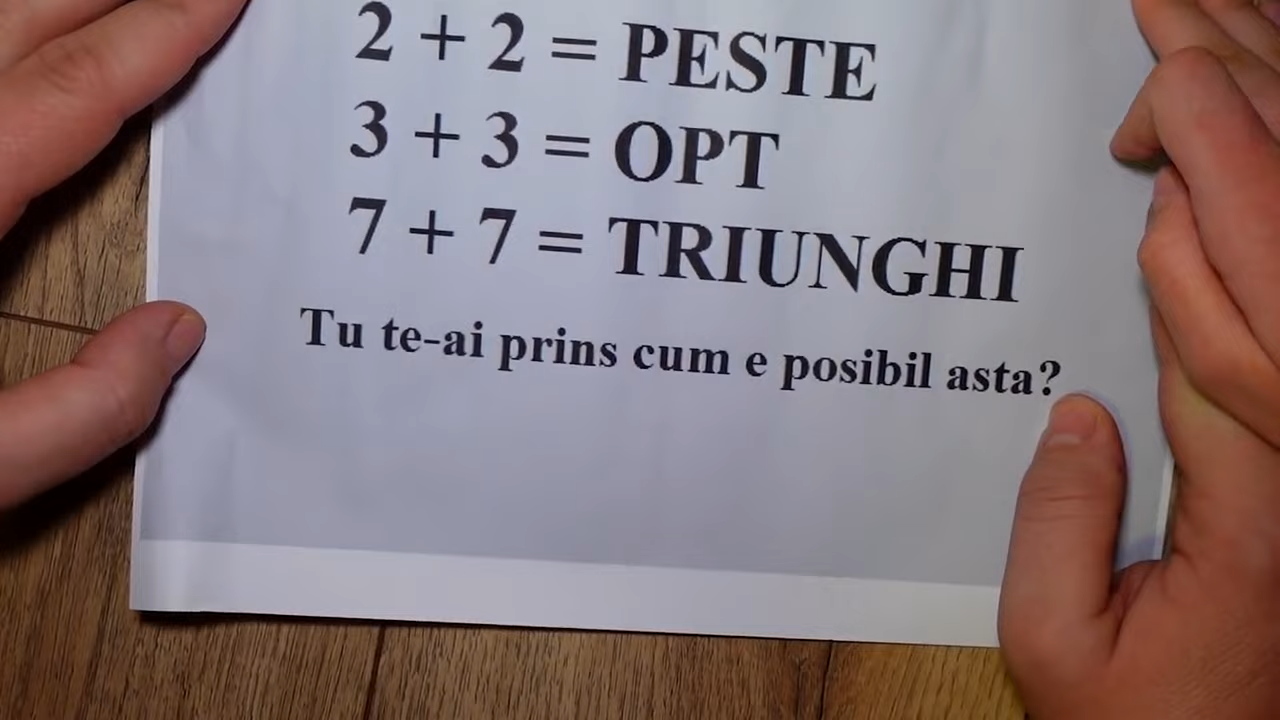 2 + 2 = PESTE
3 + 3 = OPT
7 + 7 = TRIUNGHI
Tu te-ai prins cum e posibil asta?